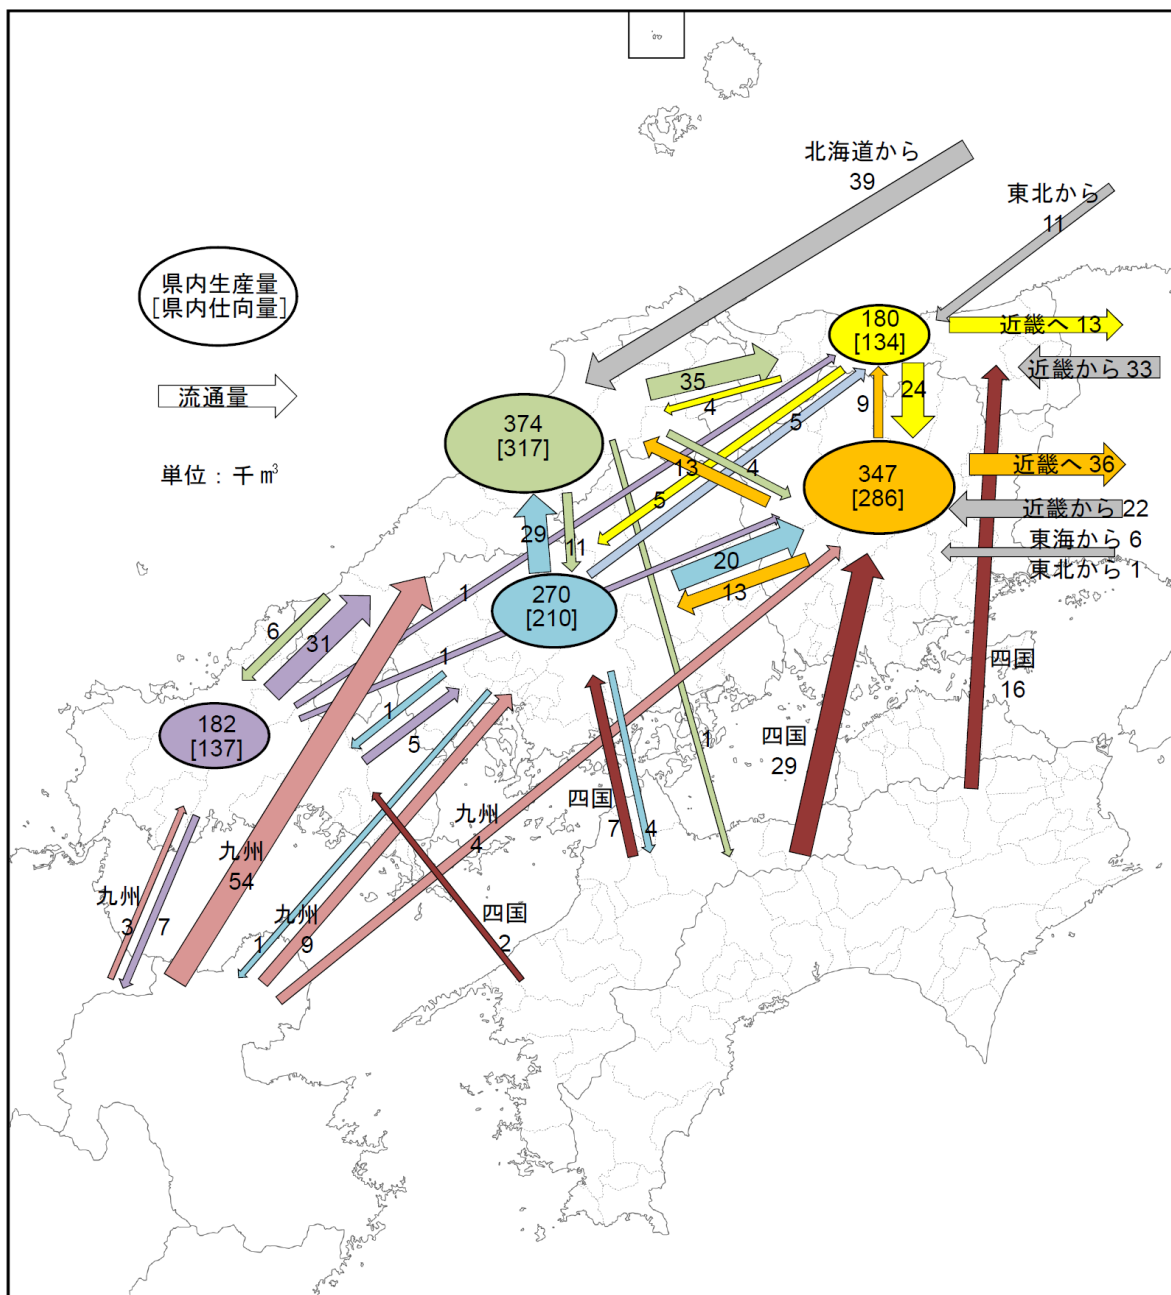 北海道から
39
東北から
11
県内生産量
[県内仕向量]
流通量
単位：千㎥
180
[134]
近畿へ 13
近畿から 33
35
4
24
9
5
374
[317]
13
4
347
[286]
近畿へ 36
5
近畿から 22
29
11
20
東海から 6
東北から 1
270
[210]
13
1
6
31
1
四国
16
182
[137]
1
5
1
四国
29
九州
4
四国
7
4
九州
54
九州
3
7
九州
1
9
四国
2